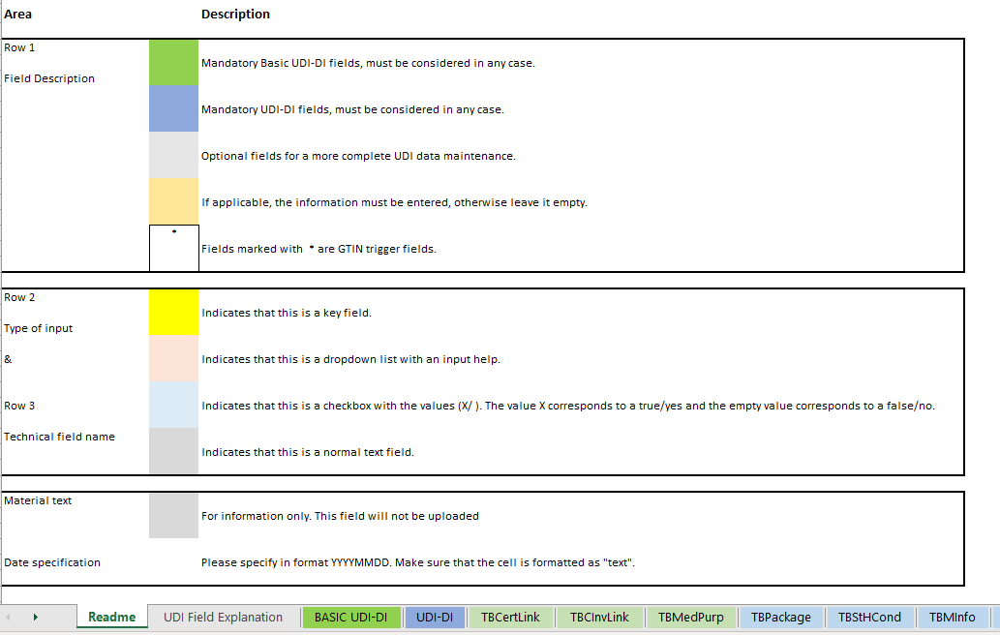 Area Description
Row 1
Field Description
Mandatory Basic UDI-DI fields, must be considered in any case.
Mandatory UDI-DI fields, must be considered in any case.
Optional fields for a more complete UDI data maintenance.
If applicable, the information must be entered, otherwise leave it empty.
*
Fields marked with * are GTIN trigger fields.
Row 2
Type of input
&
Row 3
Technical field name
Indicates that this is a key field.
Indicates that this is a dropdown list with an input help.
Indicates that this is a checkbox with the values (X/ ). The value X corresponds to a true/yes and the empty value corresponds to a false/no.
Indicates that this is a normal text field.
Material text
For information only. This field will not be uploaded
Date specification Please specify in format YYYYMMDD. Make sure that the cell is formatted as "text".
Readme UDI Field Explanation BASIC UDI-DI UDI-DI TBCertLink TBCInvLink TBMedPurp TBPackage TBStHCond TBMInfo